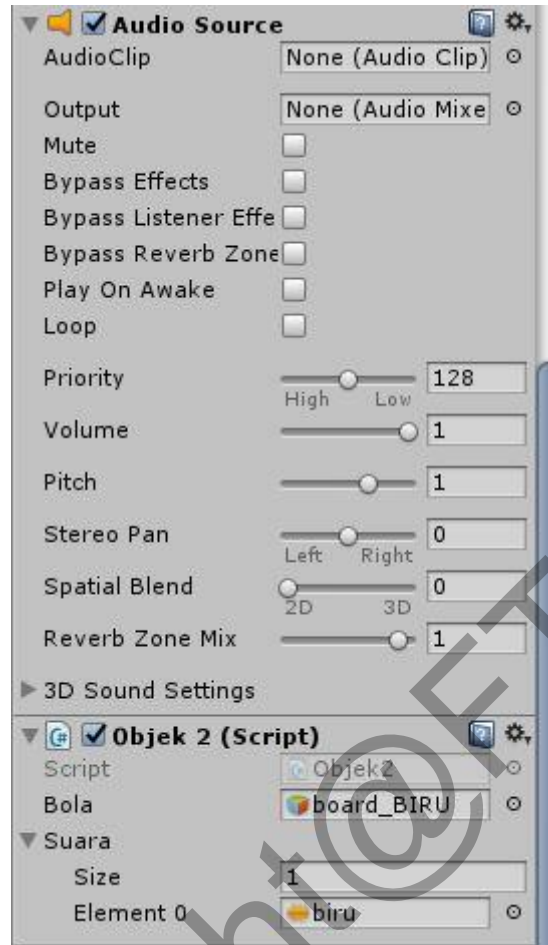 Audio Source
AudioClip None (Audio Clip)
Output None (Audio Mixe
Mute
Bypass Effects
Bypass Listener Effe
Bypass Reverb Zone
Play On Awake
Loop
Priority 128
High Low
Volume 1
Pitch 1
Stereo Pan 0
Left Right
Spatial Blend 0
2D 3D
Reverb Zone Mix 1
3D Sound Settings
Objek 2 (Script)
Script Objek2
Bola board_BIRU
Suara
Size 1
Element 0 biru